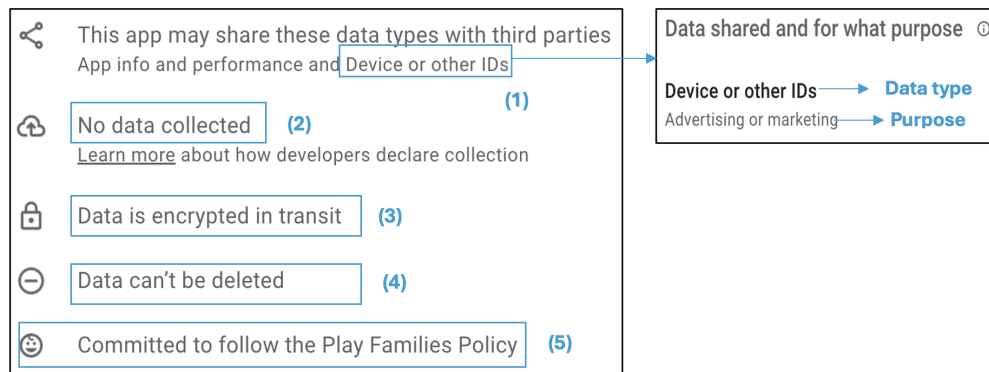 This app may share these data types with third parties
App info and performance and Device or other IDs
(1)
No data collected (2)
Learn more about how developers declare collection
Data is encrypted in transit (3)
Data can't be deleted (4)
Committed to follow the Play Families Policy (5)
Data shared and for what purpose
Device or other IDs Data type
Advertising or marketing Purpose